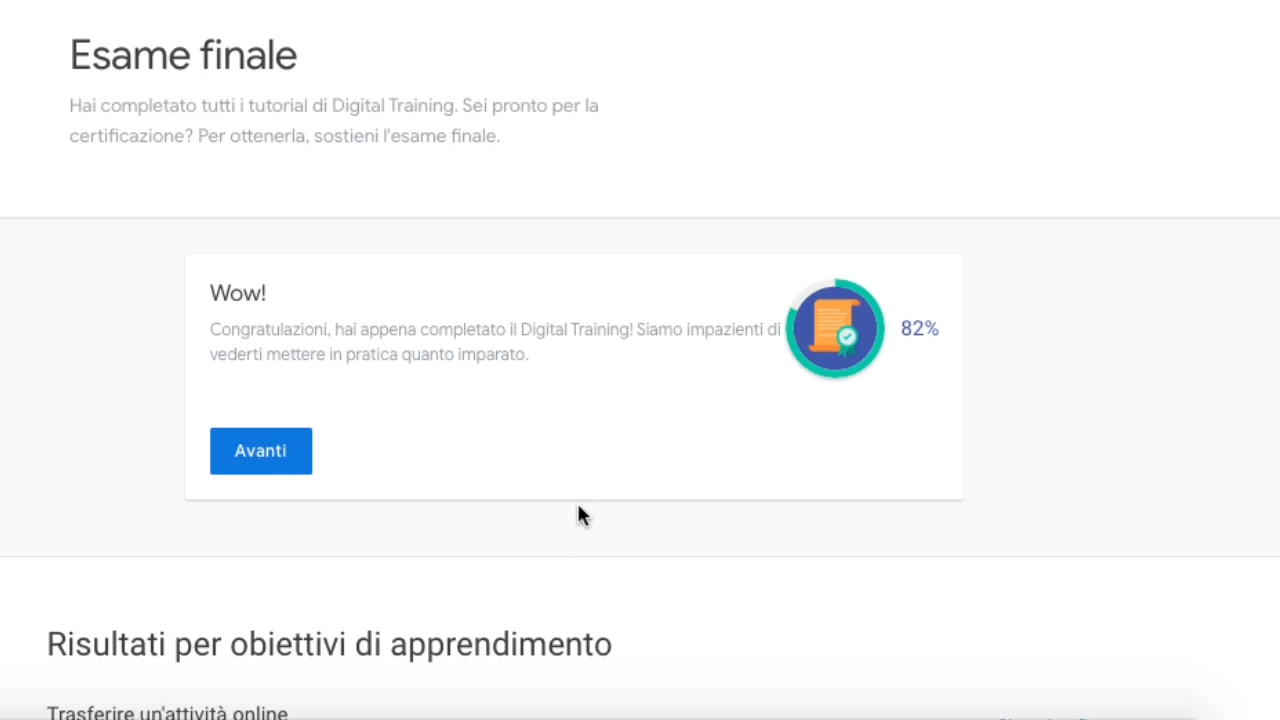 Esame finale
Hai completato tutti i tutorial di Digital Training. Sei pronto per la
certificazione? Per ottenerla, sostieni l'esame finale.
Wow!
Congratulazioni, hai appena completato il Digital Training! Siamo impazienti di
vederti mettere in pratica quanto imparato.
82%
Avanti
Risultati per obiettivi di apprendimento
Trasferire un'attività online